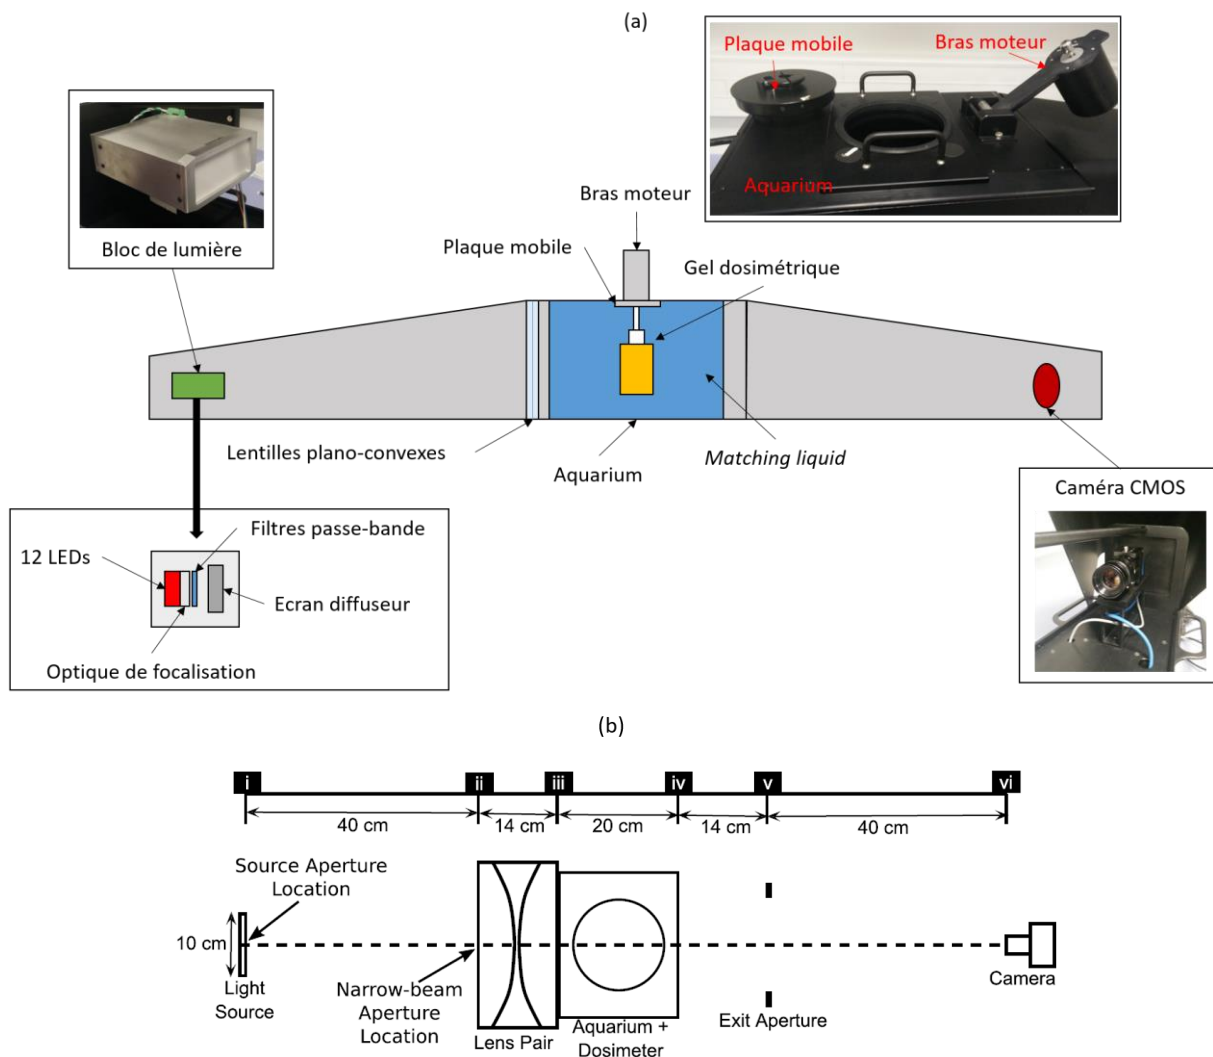 (a)
Plaque mobile
Bras moteur
Aquarium
Bloc de lumière
Bras moteur
Plaque mobile
Gel dosimétrique
Lentilles plano-convexes
Aquarium
Matching liquid
Caméra CMOS
Filtres passe-bande
12 LEDs
Ecran diffuseur
Optique de focalisation
(b)
i
ii
iii
iv
v
vi
40 cm
14 cm
20 cm
14 cm
40 cm
Source Aperture
Location
10 cm
Light
Source
Narrow-beam
Aperture
Location
Lens Pair
Aquarium +
Dosimeter
Exit Aperture
Camera